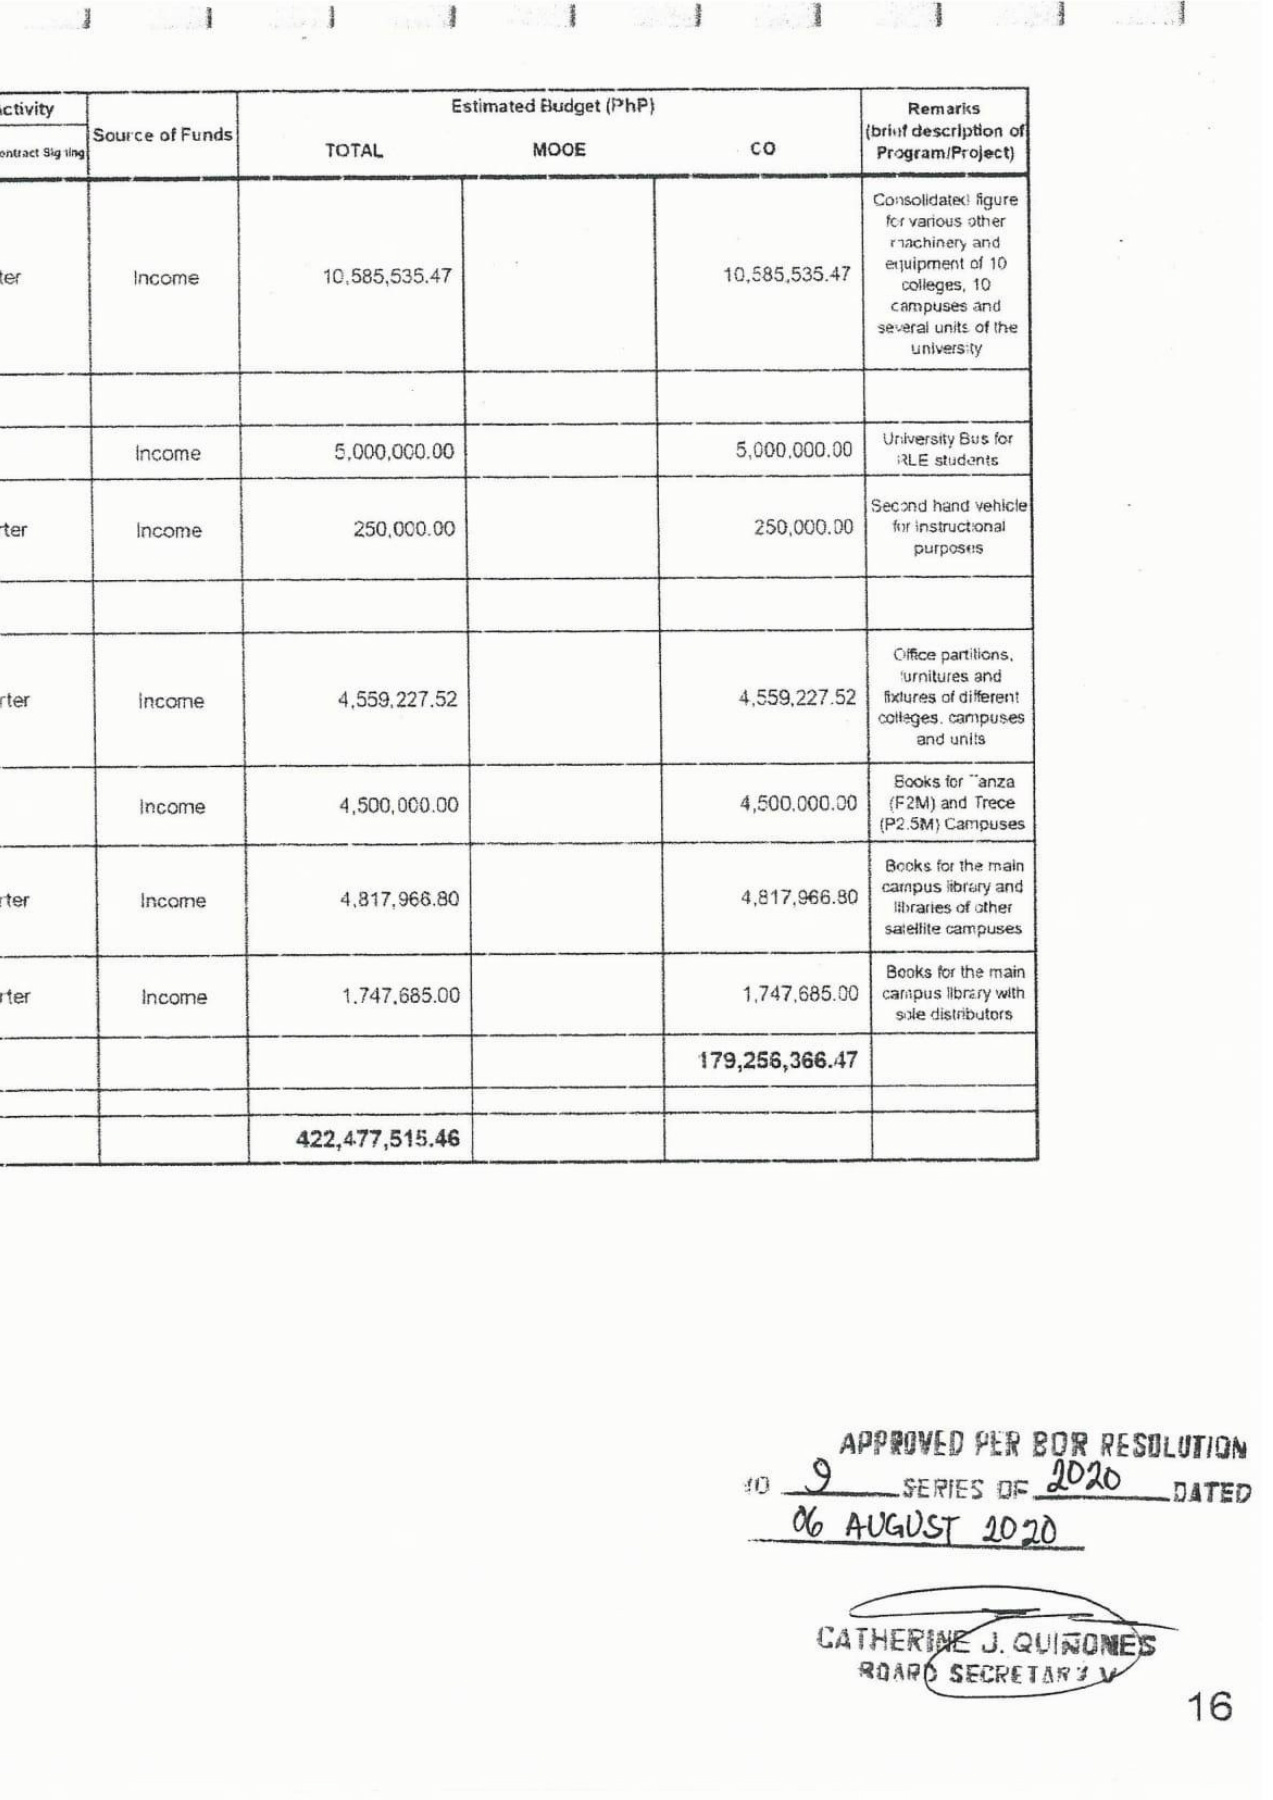 ctivity
Source of Funds
Estimated Budget (PhP)
Remarks
(brief description of
Program/Project)
ontract Signing
TOTAL
MOOE
CO
ter
Income
10,585,535.47
10,585,535.47
Consolidated figure
for various other
machinery and
equipment of 10
colleges, 10
campuses and
several units of the
university
Income
5,000,000.00
5,000,000.00
University Bus for
RLE students
rter
Income
250,000.00
250,000.00
Second hand vehicle
for instructional
purposes
rter
Income
4,559,227.52
4,559,227.52
Office partitions,
furnitures and
fixtures of different
colleges, campuses
and units
Income
4,500,000.00
4,500,000.00
Books for Tanza
(P2M) and Trece
(P2.5M) Campuses
rter
Income
4,817,966.80
4,817,966.80
Books for the main
campus library and
libraries of other
satellite campuses
rter
Income
1,747,685.00
1,747,685.00
Books for the main
campus library with
sole distributors
179,256,366.47
422,477,515.46
APPROVED PER BOR RESOLUTION
NO 9 SERIES OF 2020 DATED
06 AUGUST 2020
CATHERINE J. QUIÑONES
BOARD SECRETARY V
16